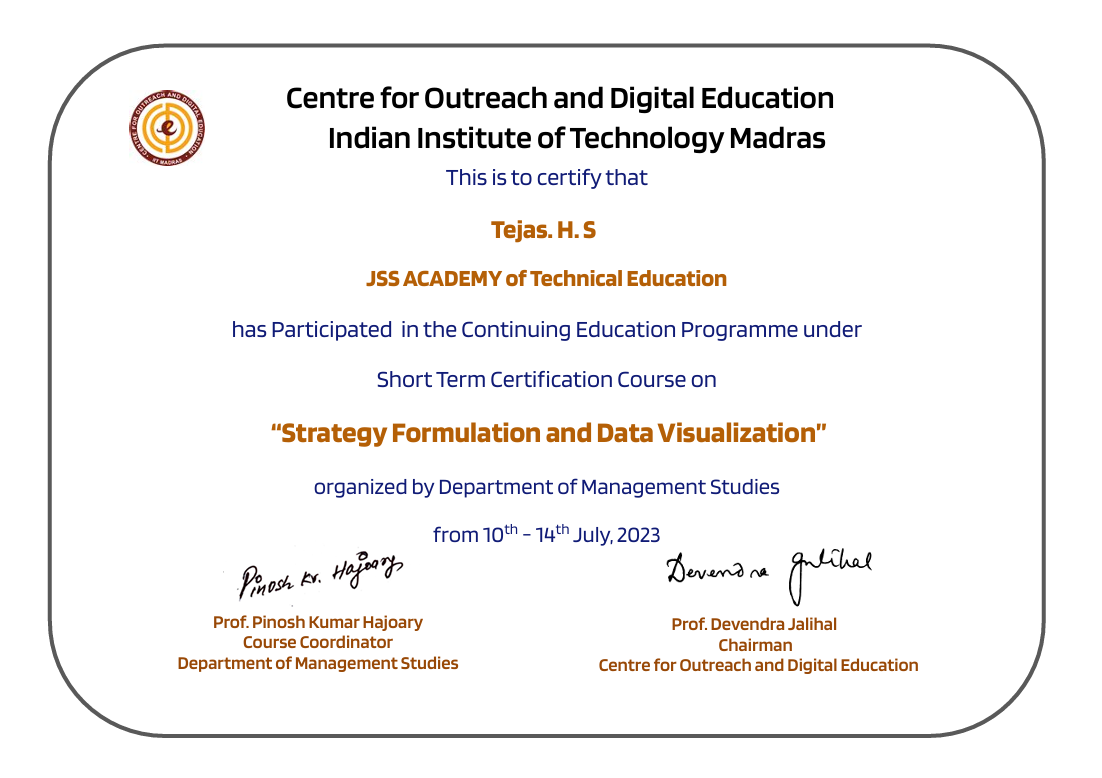 CENTRE FOR OUTREACH AND DIGITAL EDUCATION
e
· IIT MADRAS ·
Centre for Outreach and Digital Education
Indian Institute of Technology Madras
This is to certify that
Tejas. H. S
JSS ACADEMY of Technical Education
has Participated in the Continuing Education Programme under
Short Term Certification Course on
“Strategy Formulation and Data Visualization”
organized by Department of Management Studies
from 10th - 14th July, 2023
Pinosh Kr. Hajoary
Prof. Pinosh Kumar Hajoary
Course Coordinator
Department of Management Studies
Devendra Jalihal
Prof. Devendra Jalihal
Chairman
Centre for Outreach and Digital Education